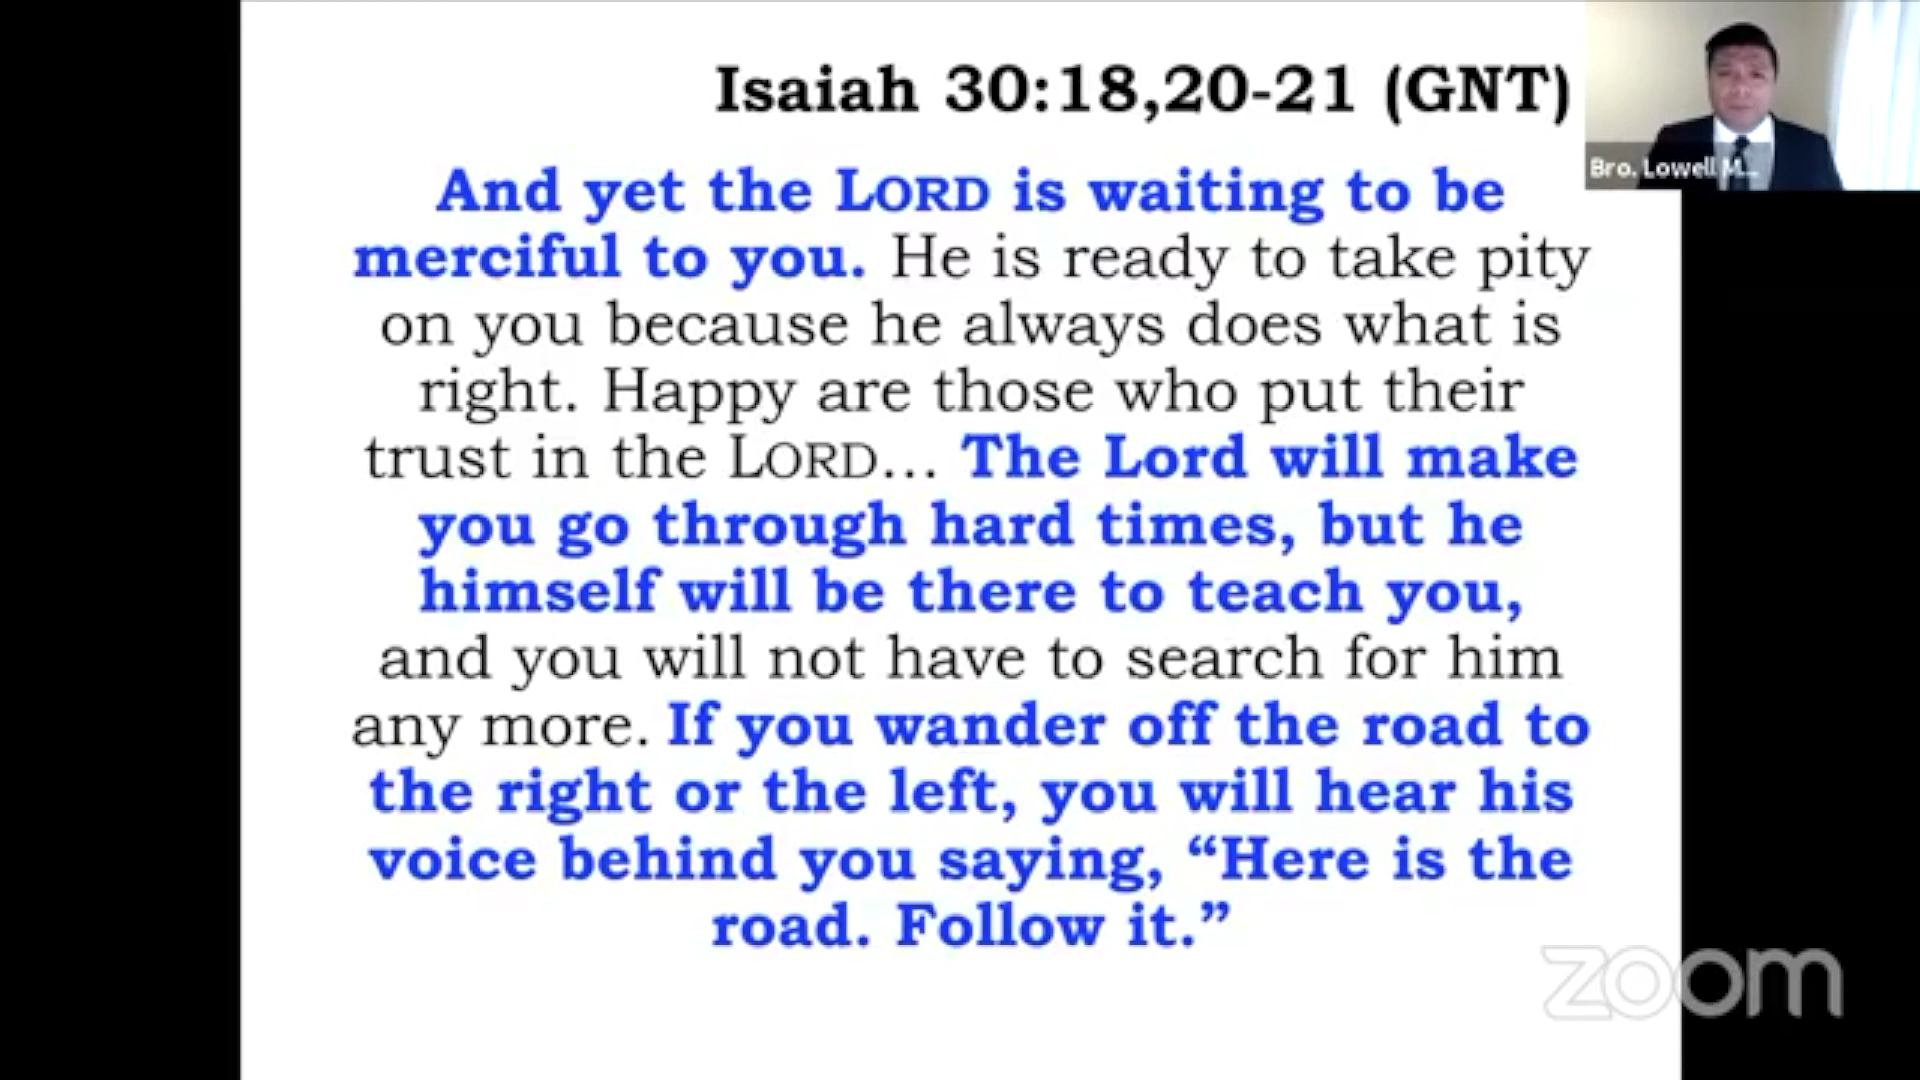 Isaiah 30:18,20-21 (GNT)
And yet the LORD is waiting to be
merciful to you. He is ready to take pity
on you because he always does what is
right. Happy are those who put their
trust in the LORD... The Lord will make
you go through hard times, but he
himself will be there to teach you,
and you will not have to search for him
any more. If you wander off the road to
the right or the left, you will hear his
voice behind you saying, “Here is the
road. Follow it.”
Bro. Lowell M...
zoom